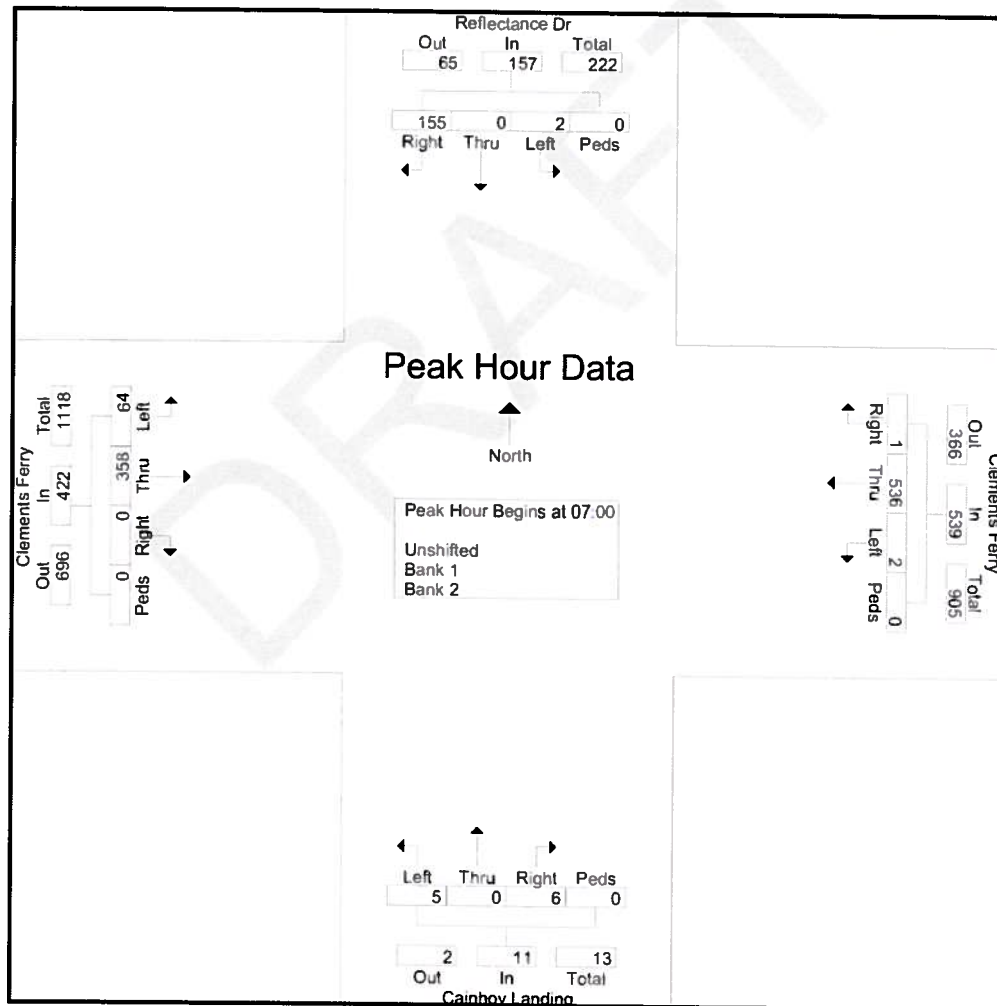 Reflectance Dr
Out In Total
65 157 222
155 0 2 0
Right Thru Left Peds
DRAFT
Peak Hour Data
North
Peak Hour Begins at 07:00
Unshifted
Bank 1
Bank 2
Clements Ferry
Out In Total
696 422 1118
64 358 0 0
Left Thru Right Peds
Clements Ferry
Out In Total
366 539 905
1 536 2 0
Right Thru Left Peds
Left Thru Right Peds
5 0 6 0
2 11 13
Out In Total
Cainhoy Landing